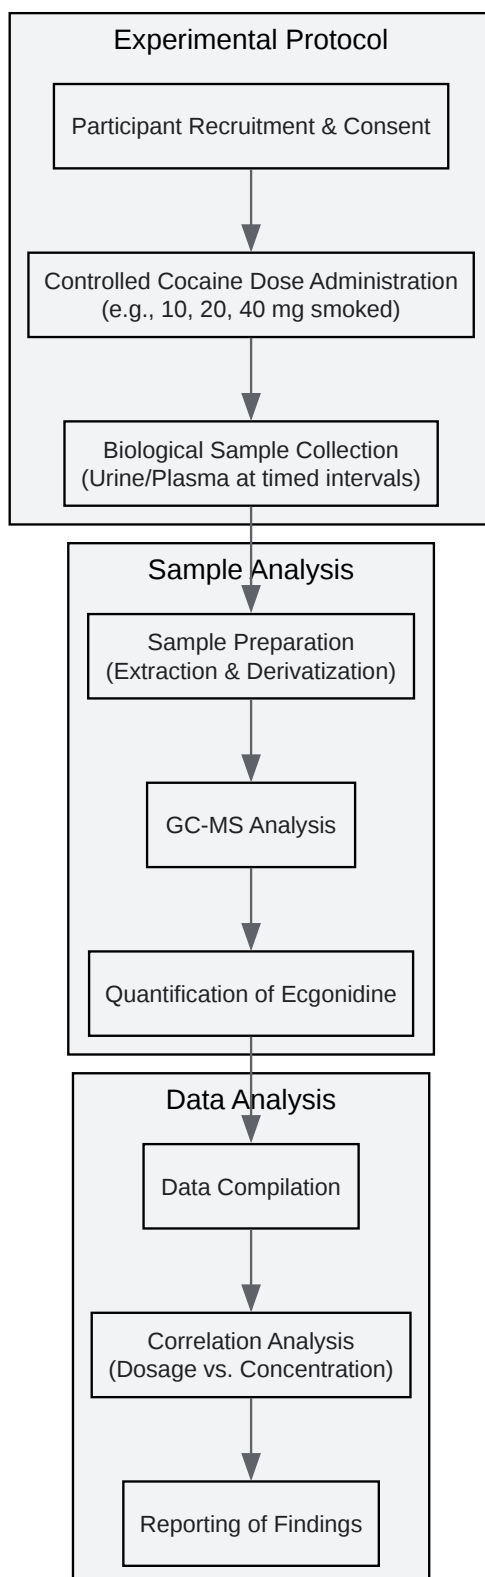 Experimental Protocol
Participant Recruitment & Consent
Controlled Cocaine Dose Administration
(e.g., 10, 20, 40 mg smoked)
Biological Sample Collection
(Urine/Plasma at timed intervals)
Sample Analysis
Sample Preparation
(Extraction & Derivatization)
GC-MS Analysis
Quantification of Ecgonidine
Data Analysis
Data Compilation
Correlation Analysis
(Dosage vs. Concentration)
Reporting of Findings